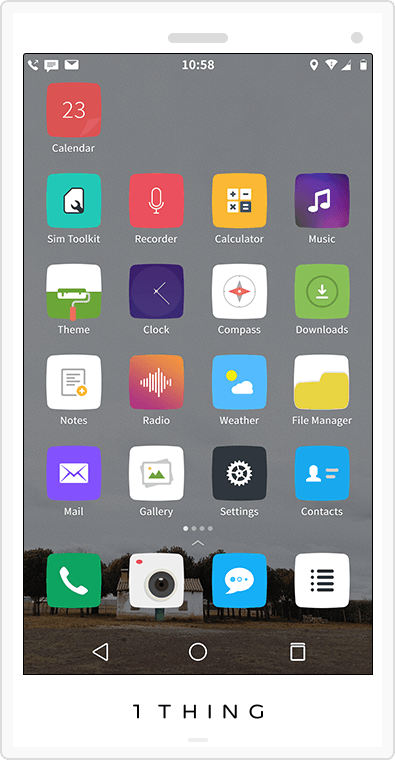 10:58
23
Calendar
Sim Toolkit Recorder Calculator Music
Theme Clock Compass Downloads
Notes Radio Weather File Manager
Mail Gallery Settings Contacts
1 THING